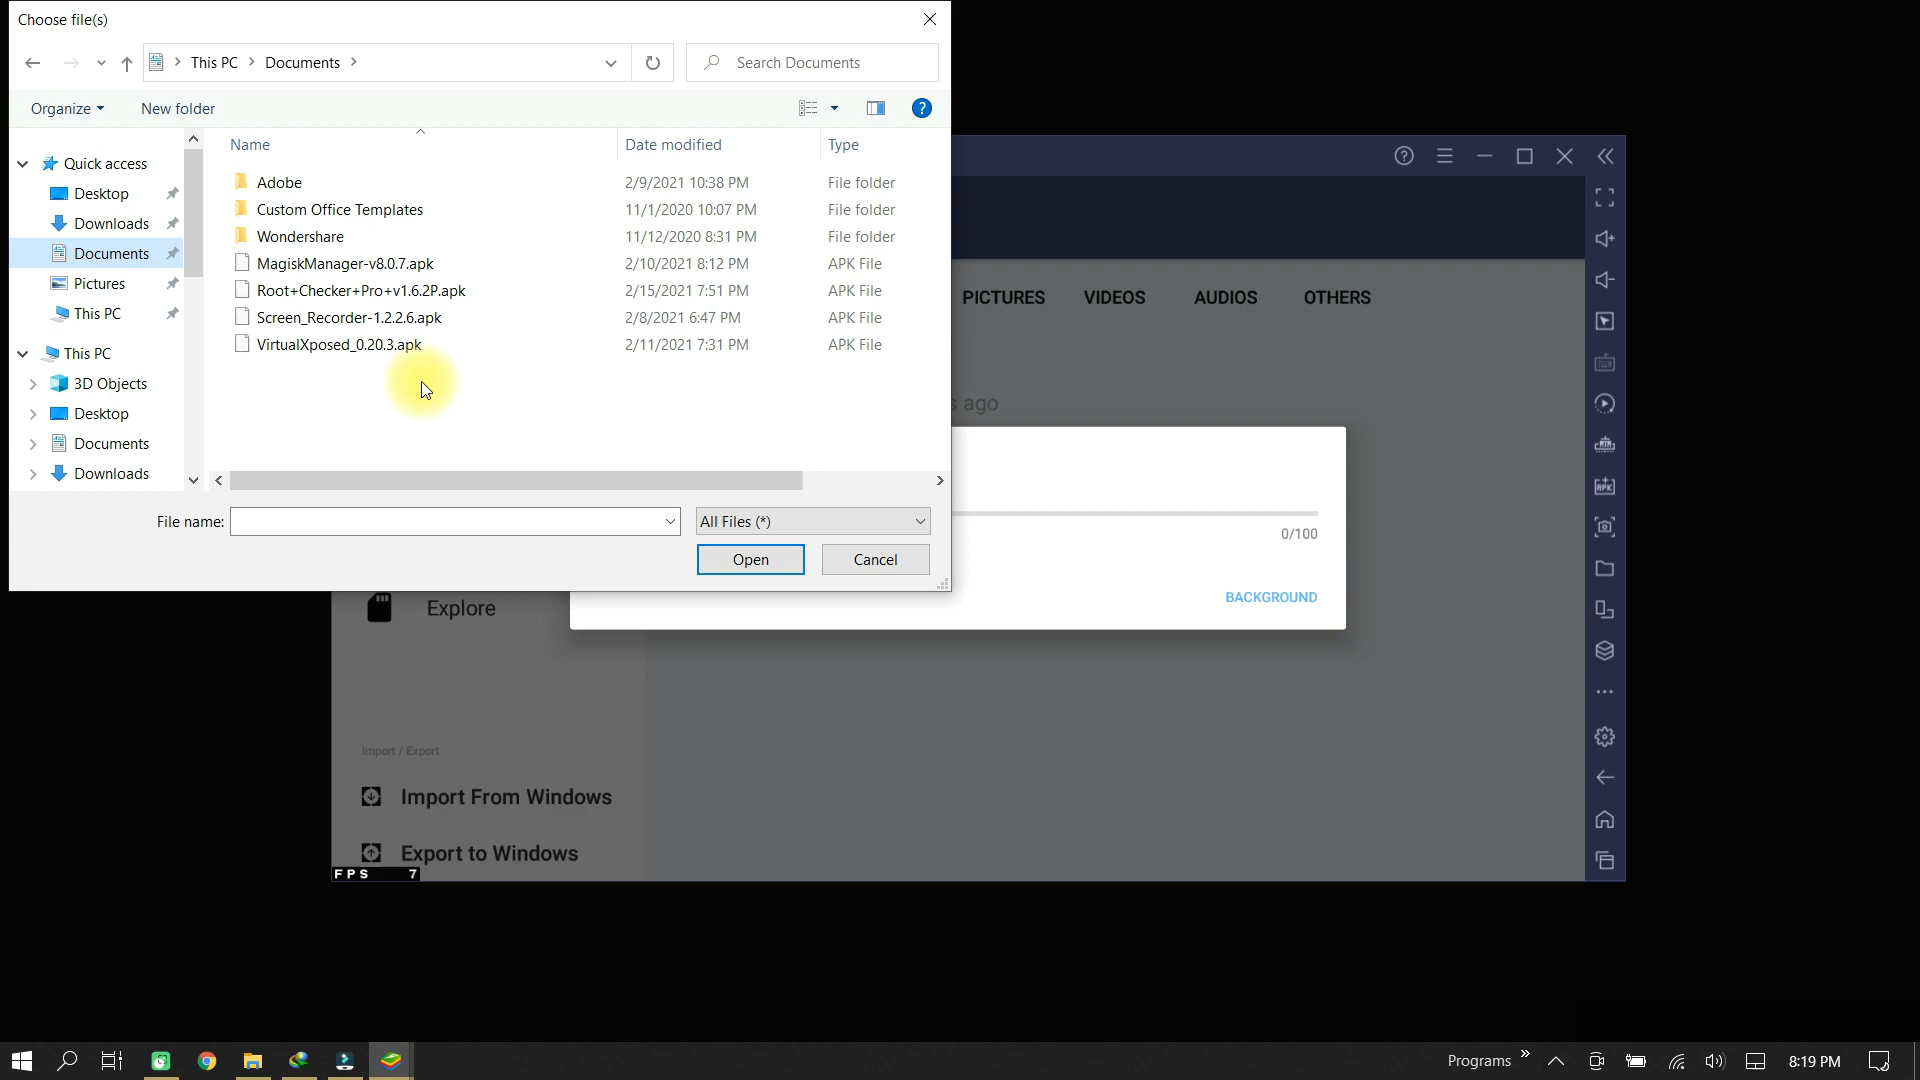 Choose file(s)
This PC
Documents
Search Documents
Organize
New folder
?
Name
Date modified
Type
Quick access
Desktop
Downloads
Documents
Pictures
This PC
This PC
3D Objects
Desktop
Documents
Downloads
Adobe 2/9/2021 10:38 PM File folder
Custom Office Templates 11/1/2020 10:07 PM File folder
Wondershare 11/12/2020 8:31 PM File folder
MagiskManager-v8.0.7.apk 2/10/2021 8:12 PM APK File
Root+Checker+Pro+v1.6.2P.apk 2/15/2021 7:51 PM APK File
Screen_Recorder-1.2.2.6.apk 2/8/2021 6:47 PM APK File
VirtualXposed_0.20.3.apk 2/11/2021 7:31 PM APK File
File name:
All Files (*)
Open
Cancel
?
PICTURES
VIDEOS
AUDIOS
OTHERS
s ago
0/100
BACKGROUND
Explore
Import / Export
Import From Windows
Export to Windows
FPS 7
APK
Programs
8:19 PM